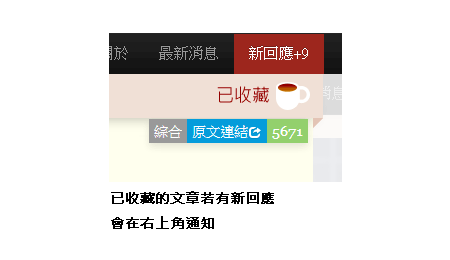 關於 最新消息 新回應+9
已收藏
消息
綜合 原文連結 5671
已收藏的文章若有新回應
會在右上角通知